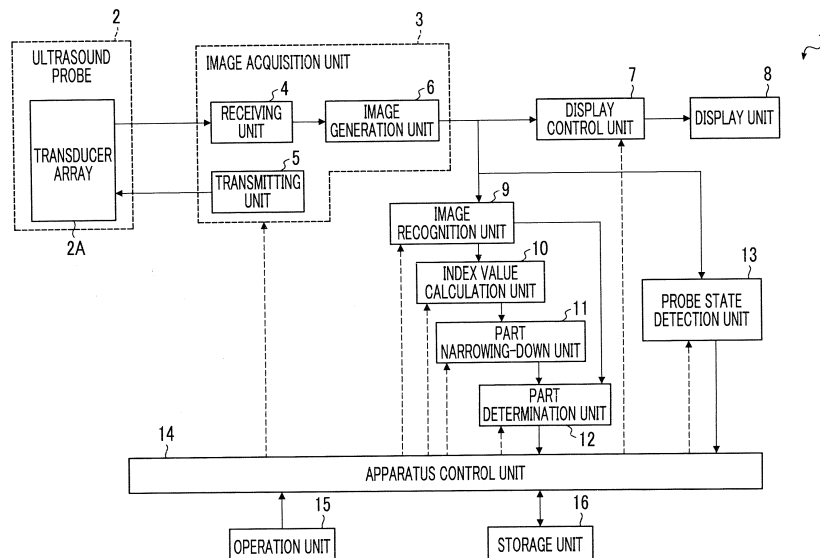 2
3
ULTRASOUND
PROBE
IMAGE ACQUISITION UNIT
4
RECEIVING
UNIT
6
IMAGE
GENERATION UNIT
7
DISPLAY
CONTROL UNIT
8
DISPLAY UNIT
TRANSDUCER
ARRAY
2A
5
TRANSMITTING
UNIT
9
IMAGE
RECOGNITION UNIT
10
INDEX VALUE
CALCULATION UNIT
11
PART
NARROWING-DOWN UNIT
PART
DETERMINATION UNIT
12
13
PROBE STATE
DETECTION UNIT
14
APPARATUS CONTROL UNIT
15
OPERATION UNIT
16
STORAGE UNIT